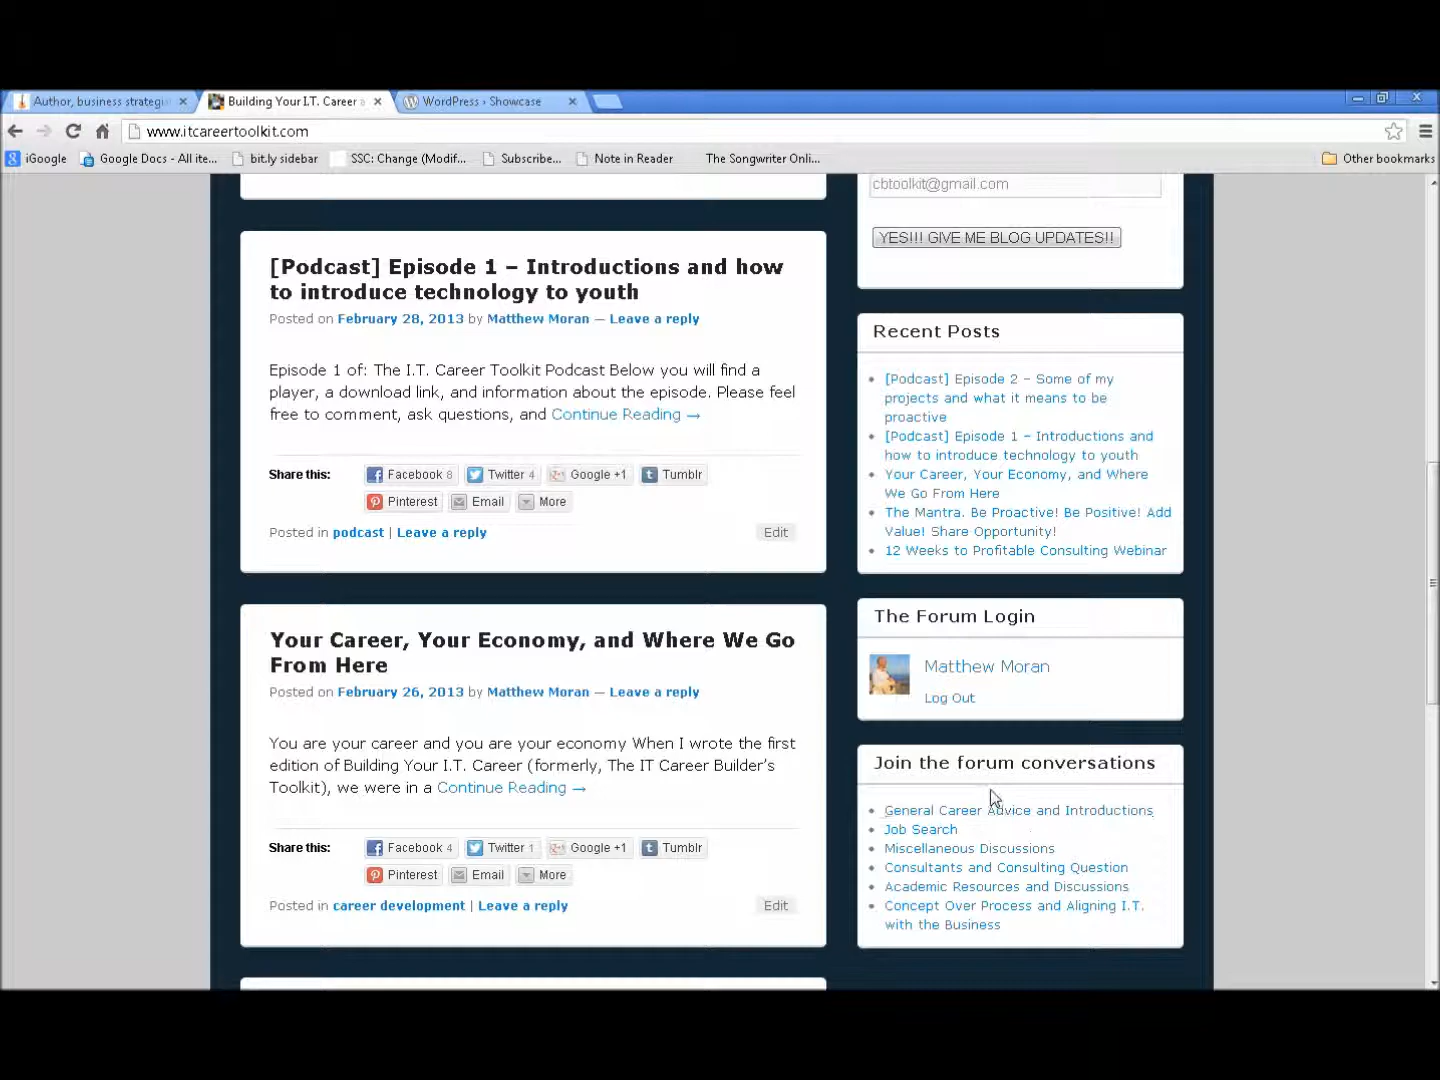 Author, business strategi
Building Your I.T. Career a
WordPress › Showcase
www.itcareertoolkit.com
iGoogle
Google Docs - All ite...
bit.ly sidebar
SSC: Change (Modif...
Subscribe...
Note in Reader
The Songwriter Onli...
Other bookmarks
cbtoolkit@gmail.com
YES!!! GIVE ME BLOG UPDATES!!
[Podcast] Episode 1 – Introductions and how
to introduce technology to youth
Posted on February 28, 2013 by Matthew Moran — Leave a reply
Episode 1 of: The I.T. Career Toolkit Podcast Below you will find a
player, a download link, and information about the episode. Please feel
free to comment, ask questions, and Continue Reading →
Share this: Facebook 8 Twitter 4 Google +1 Tumblr
Pinterest Email More
Posted in podcast | Leave a reply Edit
Your Career, Your Economy, and Where We Go
From Here
Posted on February 26, 2013 by Matthew Moran — Leave a reply
You are your career and you are your economy When I wrote the first
edition of Building Your I.T. Career (formerly, The IT Career Builder's
Toolkit), we were in a Continue Reading →
Share this: Facebook 4 Twitter 1 Google +1 Tumblr
Pinterest Email More
Posted in career development | Leave a reply Edit
Recent Posts
[Podcast] Episode 2 – Some of my
projects and what it means to be
proactive
[Podcast] Episode 1 – Introductions and
how to introduce technology to youth
Your Career, Your Economy, and Where
We Go From Here
The Mantra. Be Proactive! Be Positive! Add
Value! Share Opportunity!
12 Weeks to Profitable Consulting Webinar
The Forum Login
Matthew Moran
Log Out
Join the forum conversations
General Career Advice and Introductions
Job Search
Miscellaneous Discussions
Consultants and Consulting Question
Academic Resources and Discussions
Concept Over Process and Aligning I.T.
with the Business